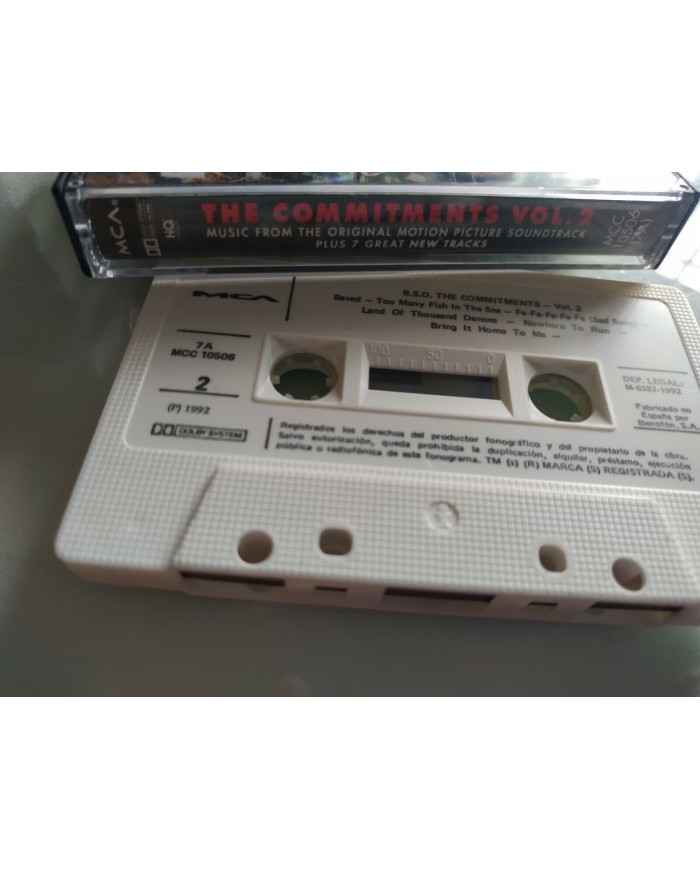 MCA®
HQ
THE COMMITMENTS VOL.2
MUSIC FROM THE ORIGINAL MOTION PICTURE SOUNDTRACK
PLUS 7 GREAT NEW TRACKS
MCC
10506
(7A)
MCA
B.S.O. THE COMMITMENTS – Vol. 2
Saved – Too Many Fish In The Sea – Fa-Fa-Fa-Fa-Fa (Sad Song) –
Land Of Thousand Dances – Nowhere To Run –
Bring It Home To Me –
7A
MCC 10506
2
(P) 1992
DOLBY SYSTEM
100 50 0
DEP. LEGAL:
M-6587-1992
Fabricado en
España por
Iberofón, S.A.
Registrados los derechos del productor fonográfico y del propietario de la obra.
Salvo autorización, queda prohibida la duplicación, alquiler, préstamo, ejecución
pública o radiofónica de este fonograma. TM (s) (R) MARCA (S) REGISTRADA (S).